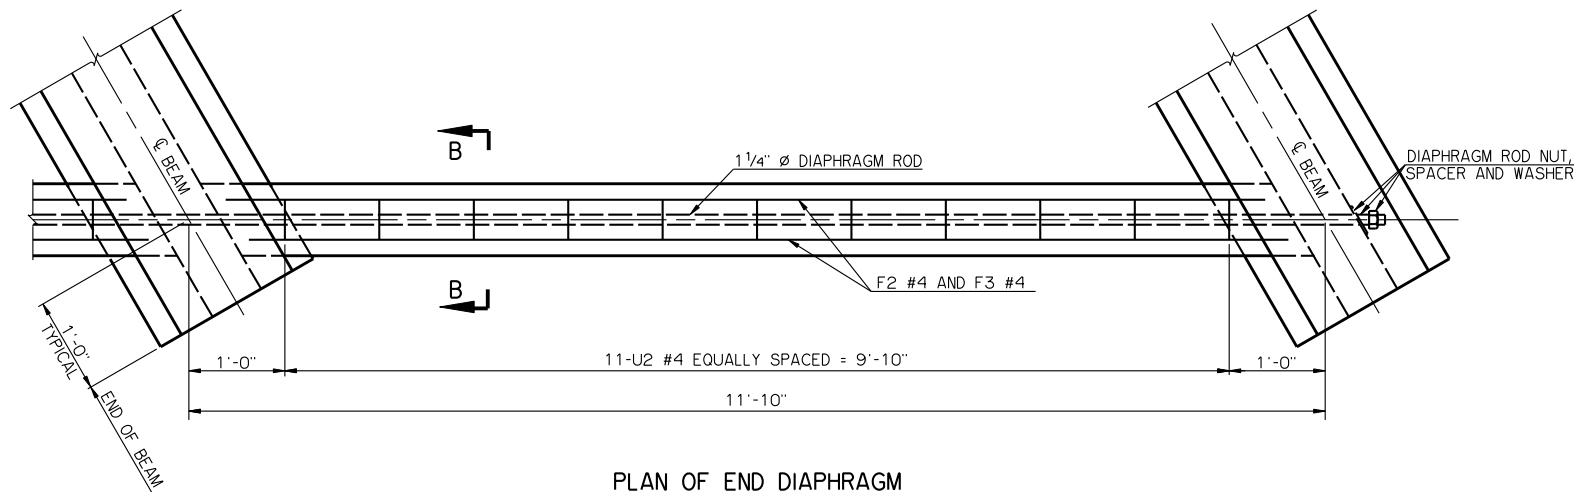 B
1 1/4" Ø DIAPHRAGM ROD
℄ BEAM
℄ BEAM
DIAPHRAGM ROD NUT,
SPACER AND WASHER
B
F2 #4 AND F3 #4
1'-0"
TYPICAL
1'-0"
11-U2 #4 EQUALLY SPACED = 9'-10"
1'-0"
11'-10"
END OF BEAM
PLAN OF END DIAPHRAGM